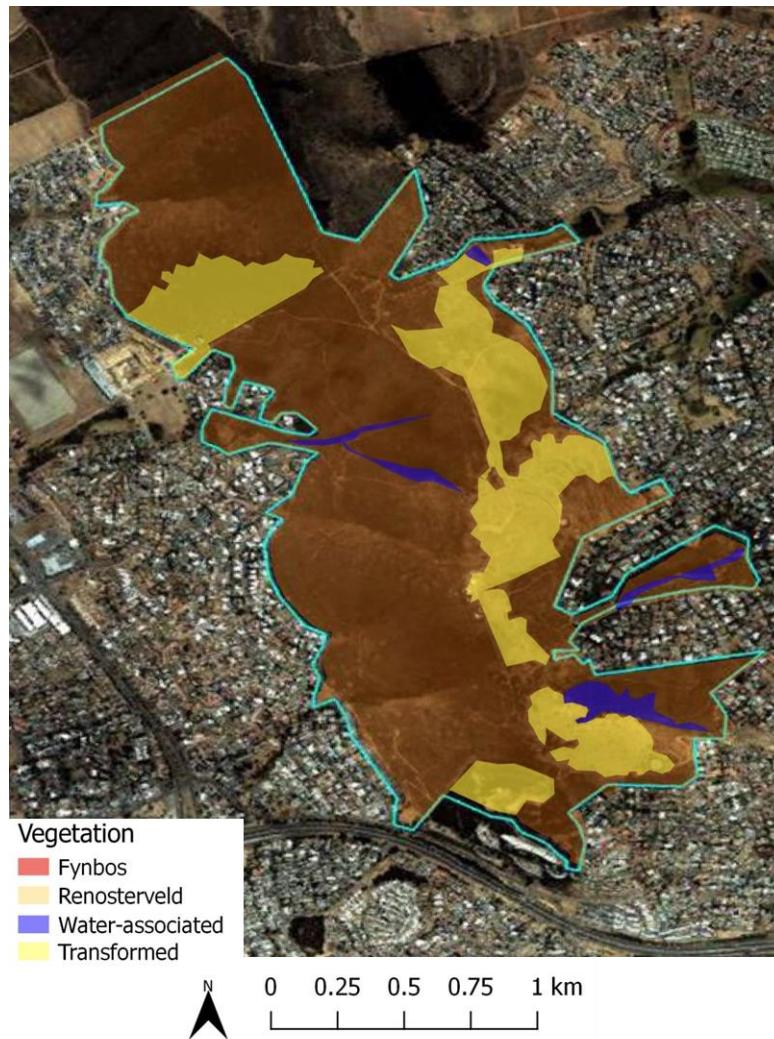 Vegetation
Fynbos
Renosterveld
Water-associated
Transformed
N
0 0.25 0.5 0.75 1 km